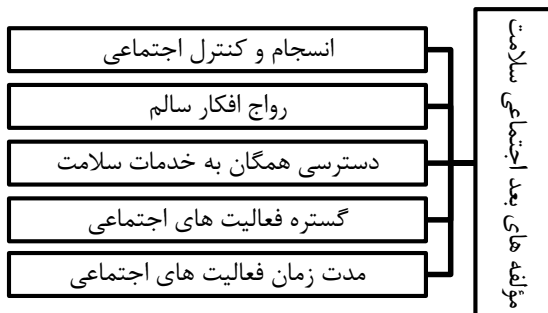 مؤلفه های بعد اجتماعی سلامت
انسجام و کنترل اجتماعی
رواج افکار سالم
دسترسی همگان به خدمات سلامت
گستره فعالیت های اجتماعی
مدت زمان فعالیت های اجتماعی